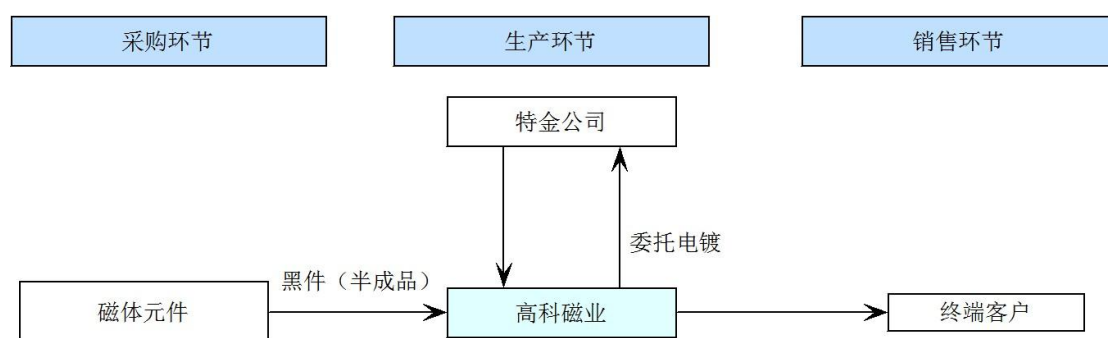 采购环节
生产环节
销售环节
特金公司
委托电镀
黑件（半成品）
磁体元件
高科磁业
终端客户